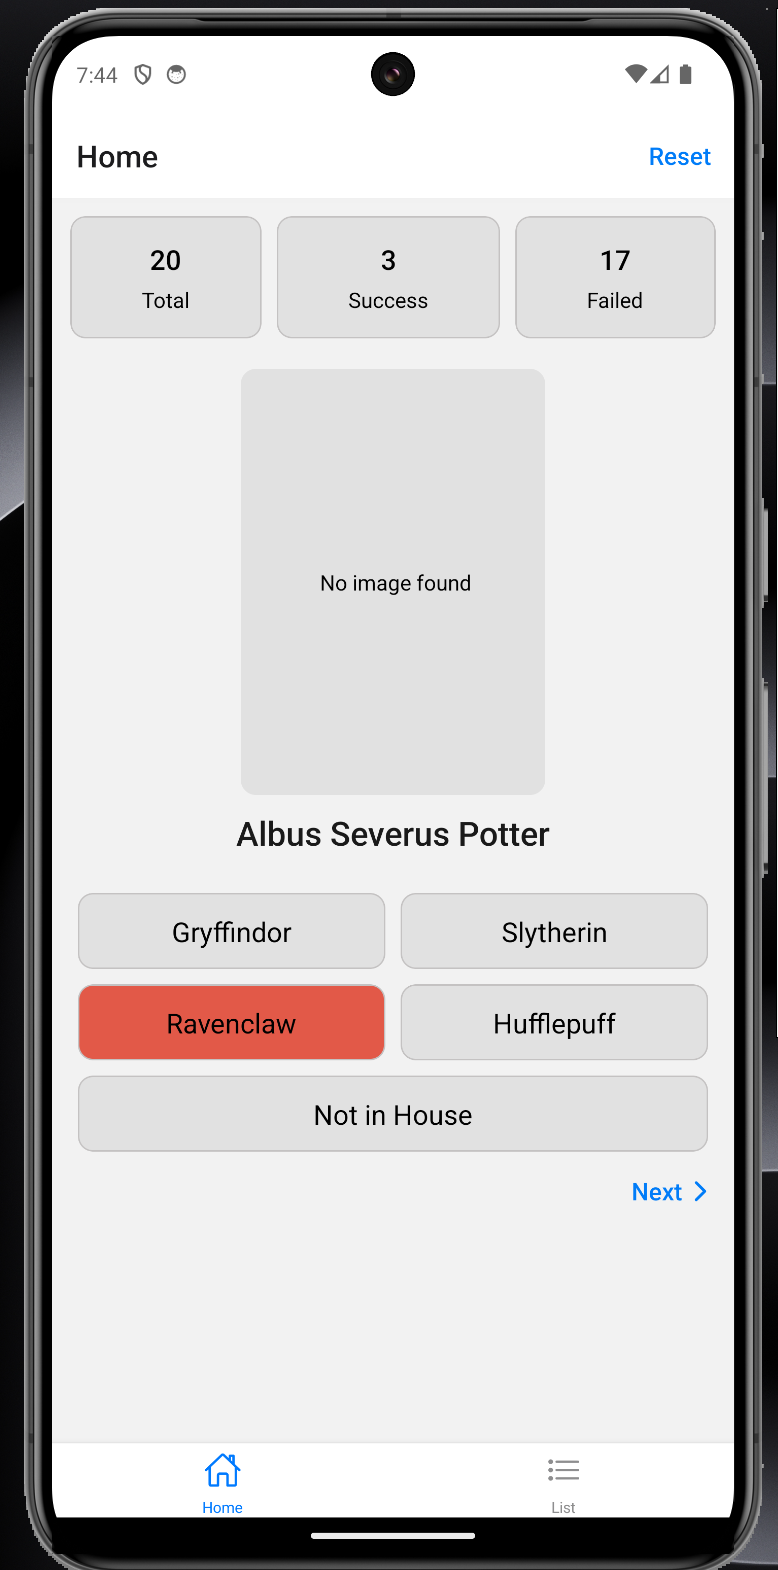 7:44
Home
Reset
20
Total
3
Success
17
Failed
No image found
Albus Severus Potter
Gryffindor
Slytherin
Ravenclaw
Hufflepuff
Not in House
Next
Home
List